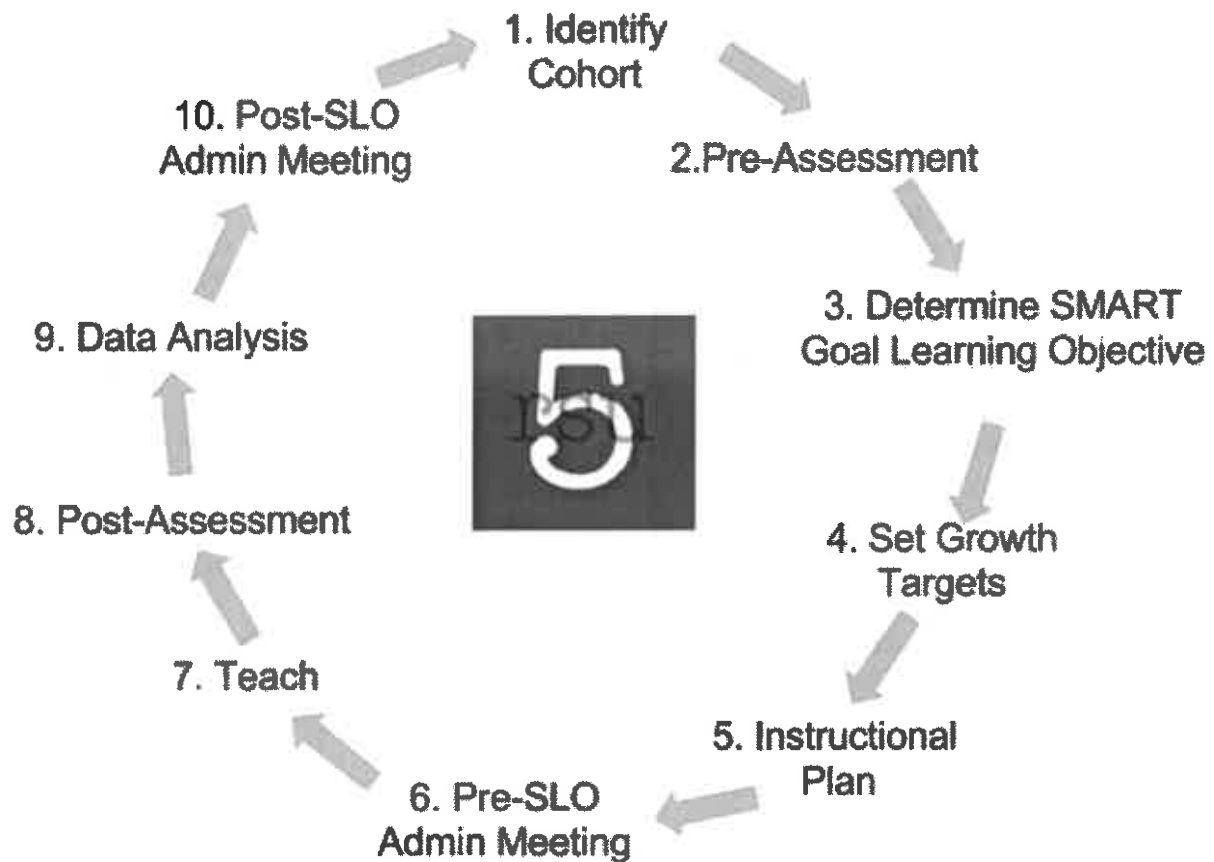 1. Identify
Cohort
2.Pre-Assessment
3. Determine SMART
Goal Learning Objective
4. Set Growth
Targets
5. Instructional
Plan
6. Pre-SLO
Admin Meeting
7. Teach
8. Post-Assessment
9. Data Analysis
10. Post-SLO
Admin Meeting
rsu
5